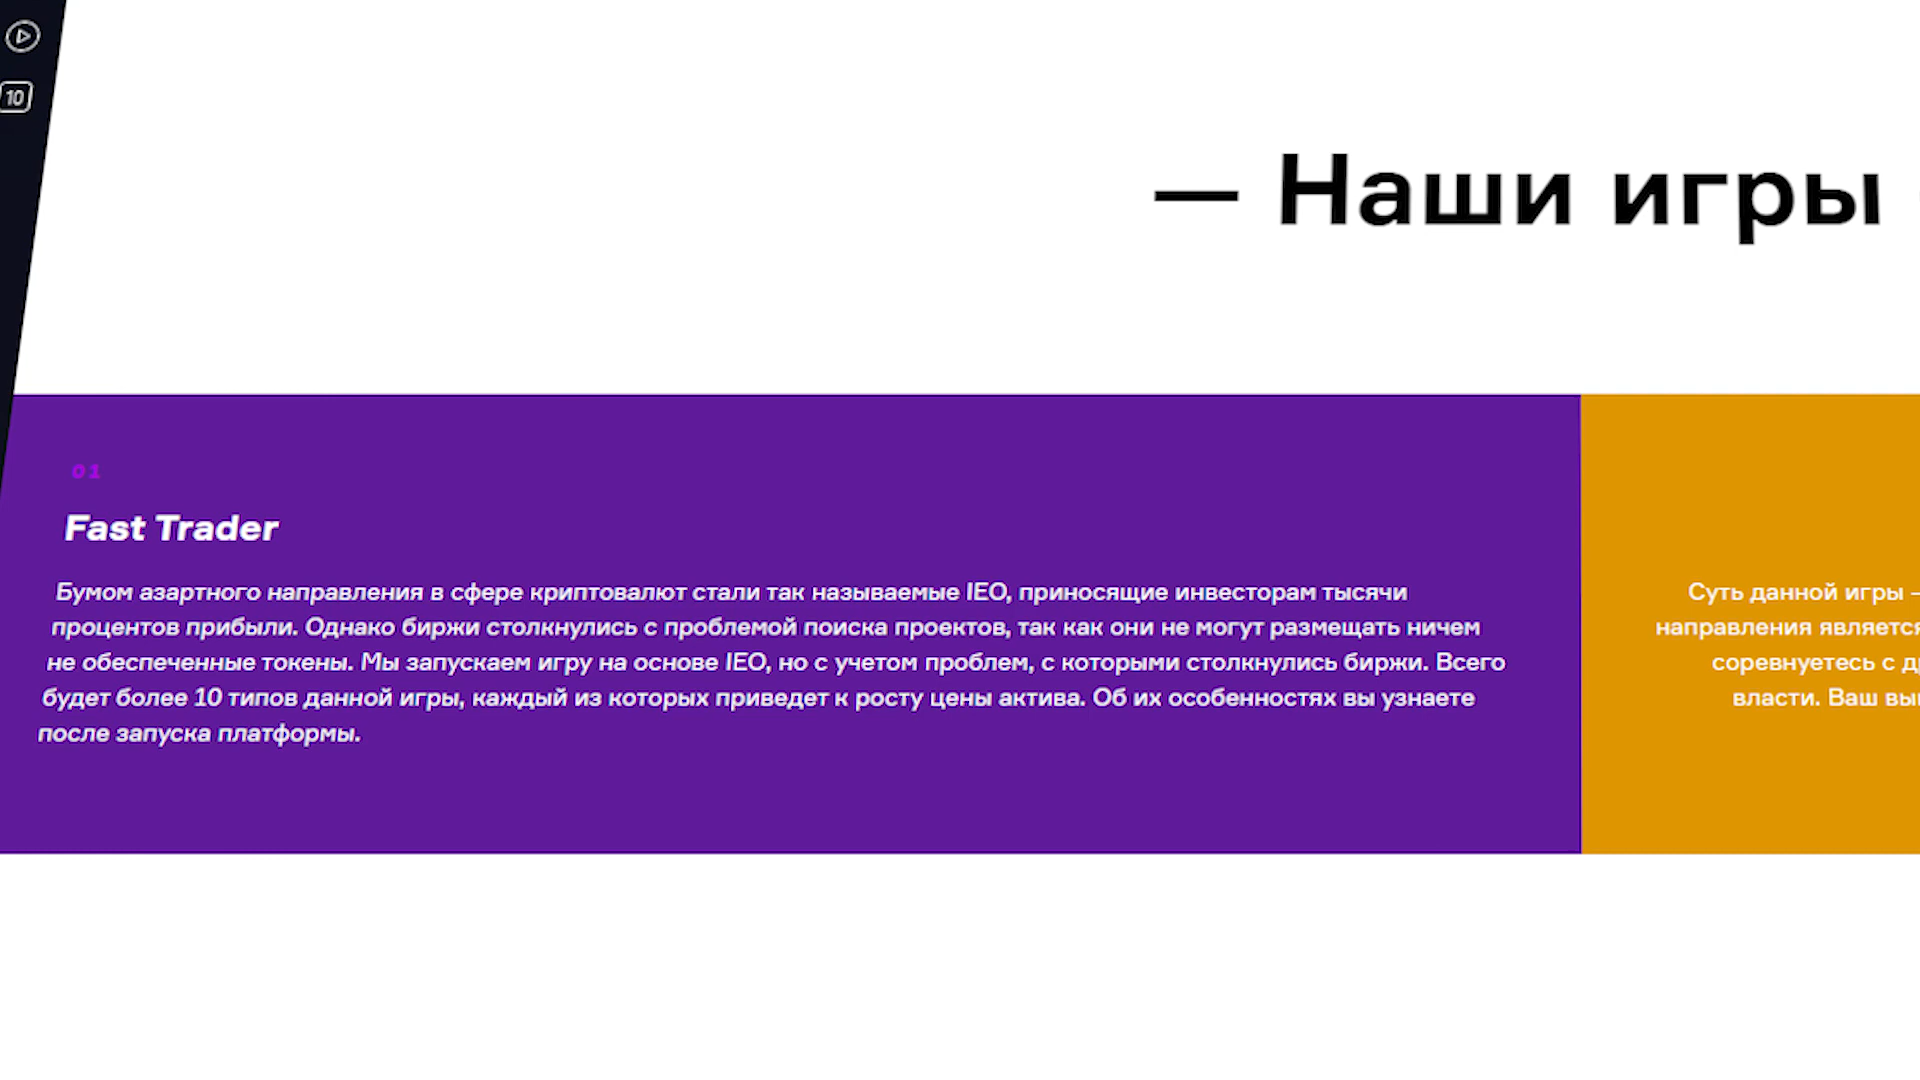 10
— Наши игры
01
Fast Trader
Бумом азартного направления в сфере криптовалют стали так называемые IEO, приносящие инвесторам тысячи
процентов прибыли. Однако биржи столкнулись с проблемой поиска проектов, так как они не могут размещать ничем
не обеспеченные токены. Мы запускаем игру на основе IEO, но с учетом проблем, с которыми столкнулись биржи. Всего
будет более 10 типов данной игры, каждый из которых приведет к росту цены актива. Об их особенностях вы узнаете
после запуска платформы.
Суть данной игры —
направления является
соревнуетесь с
власти. Ваш